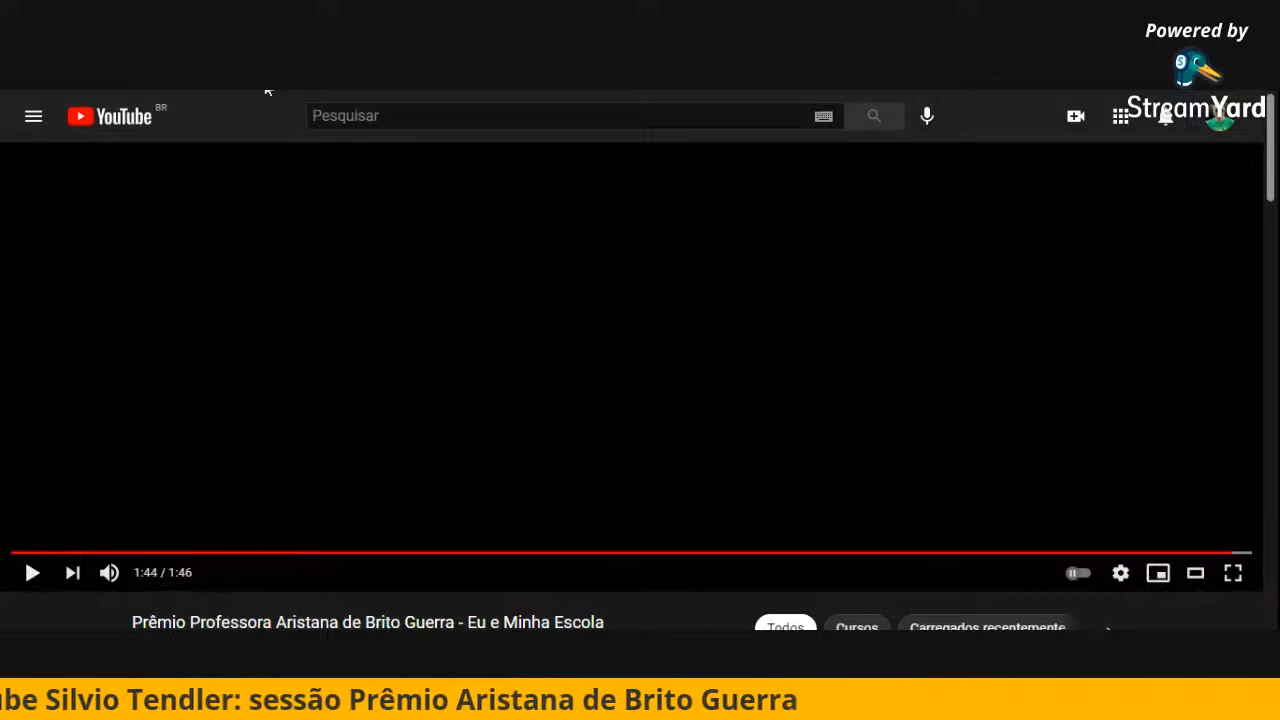 Powered by
StreamYard
YouTube BR
Pesquisar
1:44 / 1:46
Prêmio Professora Aristana de Brito Guerra - Eu e Minha Escola
Todos
Cursos
Carregados recentemente
ube Silvio Tendler: sessão Prêmio Aristana de Brito Guerra